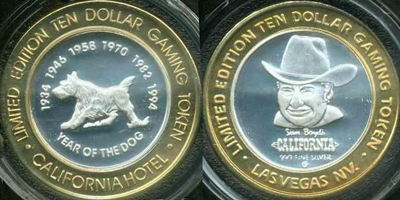 LIMITED EDITION TEN DOLLAR GAMING TOKEN
1934 1946 1958 1970 1982 1994
YEAR OF THE DOG
• CALIFORNIA HOTEL •
LIMITED EDITION TEN DOLLAR GAMING TOKEN
Sam Boyd's
CALIFORNIA
.999 FINE SILVER
• LAS VEGAS NV. •